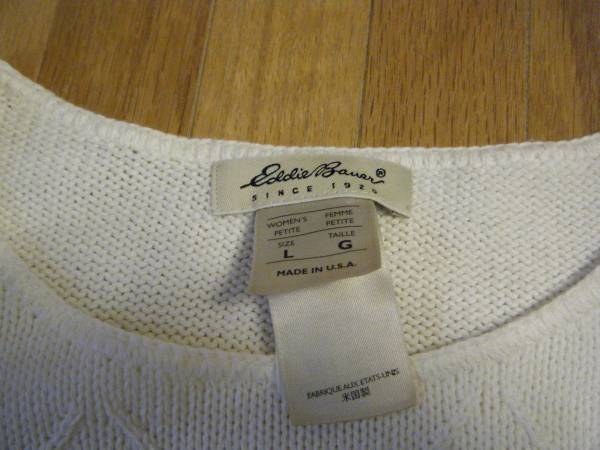 Eddie Bauer®
SINCE 1920
WOMEN'S FEMME
PETITE PETITE
SIZE TAILLE
L G
MADE IN U.S.A.
FABRIQUE AUX ETATS-UNIS
米国製